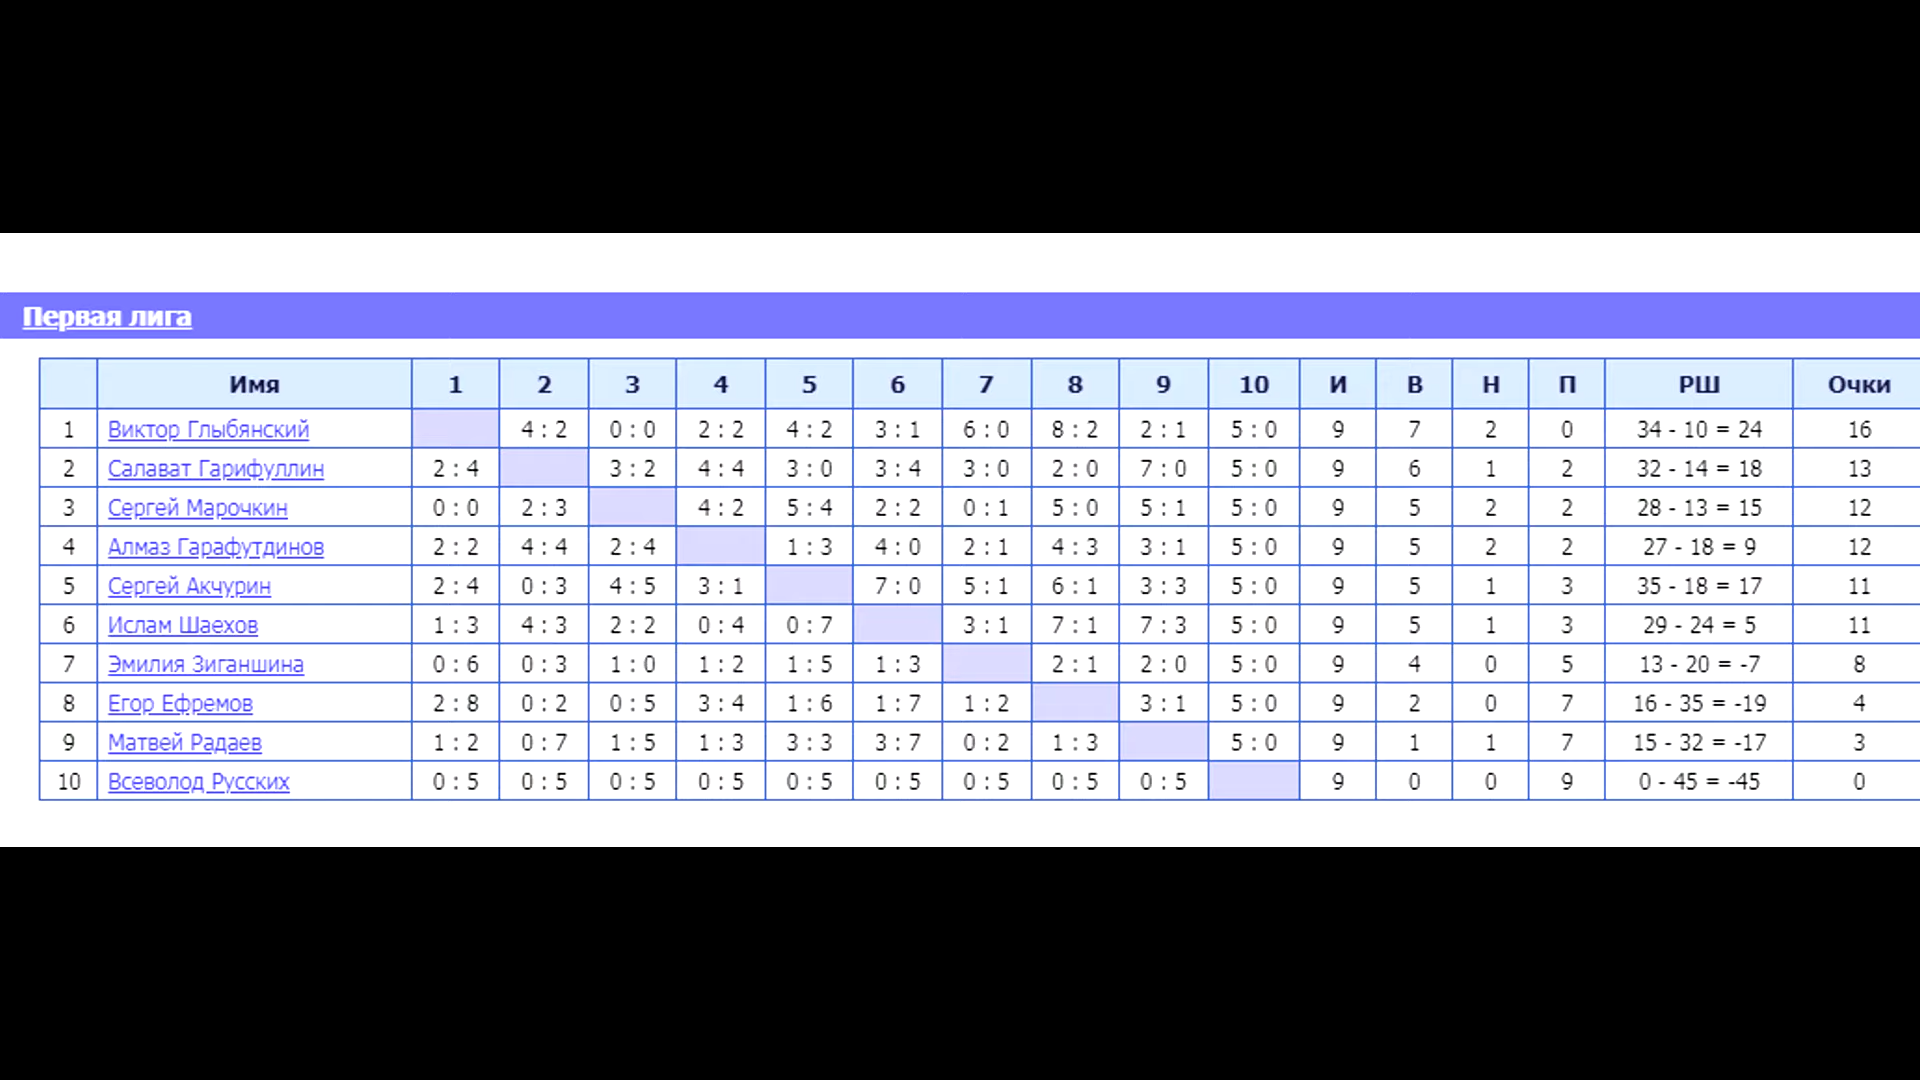 Первая лига
Имя 1 2 3 4 5 6 7 8 9 10 И В Н П РШ Очки
1 Виктор Глыбянский 4 : 2 0 : 0 2 : 2 4 : 2 3 : 1 6 : 0 8 : 2 2 : 1 5 : 0 9 7 2 0 34 - 10 = 24 16
2 Салават Гарифуллин 2 : 4 3 : 2 4 : 4 3 : 0 3 : 4 3 : 0 2 : 0 7 : 0 5 : 0 9 6 1 2 32 - 14 = 18 13
3 Сергей Марочкин 0 : 0 2 : 3 4 : 2 5 : 4 2 : 2 0 : 1 5 : 0 5 : 1 5 : 0 9 5 2 2 28 - 13 = 15 12
4 Алмаз Гарафутдинов 2 : 2 4 : 4 2 : 4 1 : 3 4 : 0 2 : 1 4 : 3 3 : 1 5 : 0 9 5 2 2 27 - 18 = 9 12
5 Сергей Акчурин 2 : 4 0 : 3 4 : 5 3 : 1 7 : 0 5 : 1 6 : 1 3 : 3 5 : 0 9 5 1 3 35 - 18 = 17 11
6 Ислам Шаехов 1 : 3 4 : 3 2 : 2 0 : 4 0 : 7 3 : 1 7 : 1 7 : 3 5 : 0 9 5 1 3 29 - 24 = 5 11
7 Эмилия Зиганшина 0 : 6 0 : 3 1 : 0 1 : 2 1 : 5 1 : 3 2 : 1 2 : 0 5 : 0 9 4 0 5 13 - 20 = -7 8
8 Егор Ефремов 2 : 8 0 : 2 0 : 5 3 : 4 1 : 6 1 : 7 1 : 2 3 : 1 5 : 0 9 2 0 7 16 - 35 = -19 4
9 Матвей Радаев 1 : 2 0 : 7 1 : 5 1 : 3 3 : 3 3 : 7 0 : 2 1 : 3 5 : 0 9 1 1 7 15 - 32 = -17 3
10 Всеволод Русских 0 : 5 0 : 5 0 : 5 0 : 5 0 : 5 0 : 5 0 : 5 0 : 5 0 : 5 9 0 0 9 0 - 45 = -45 0